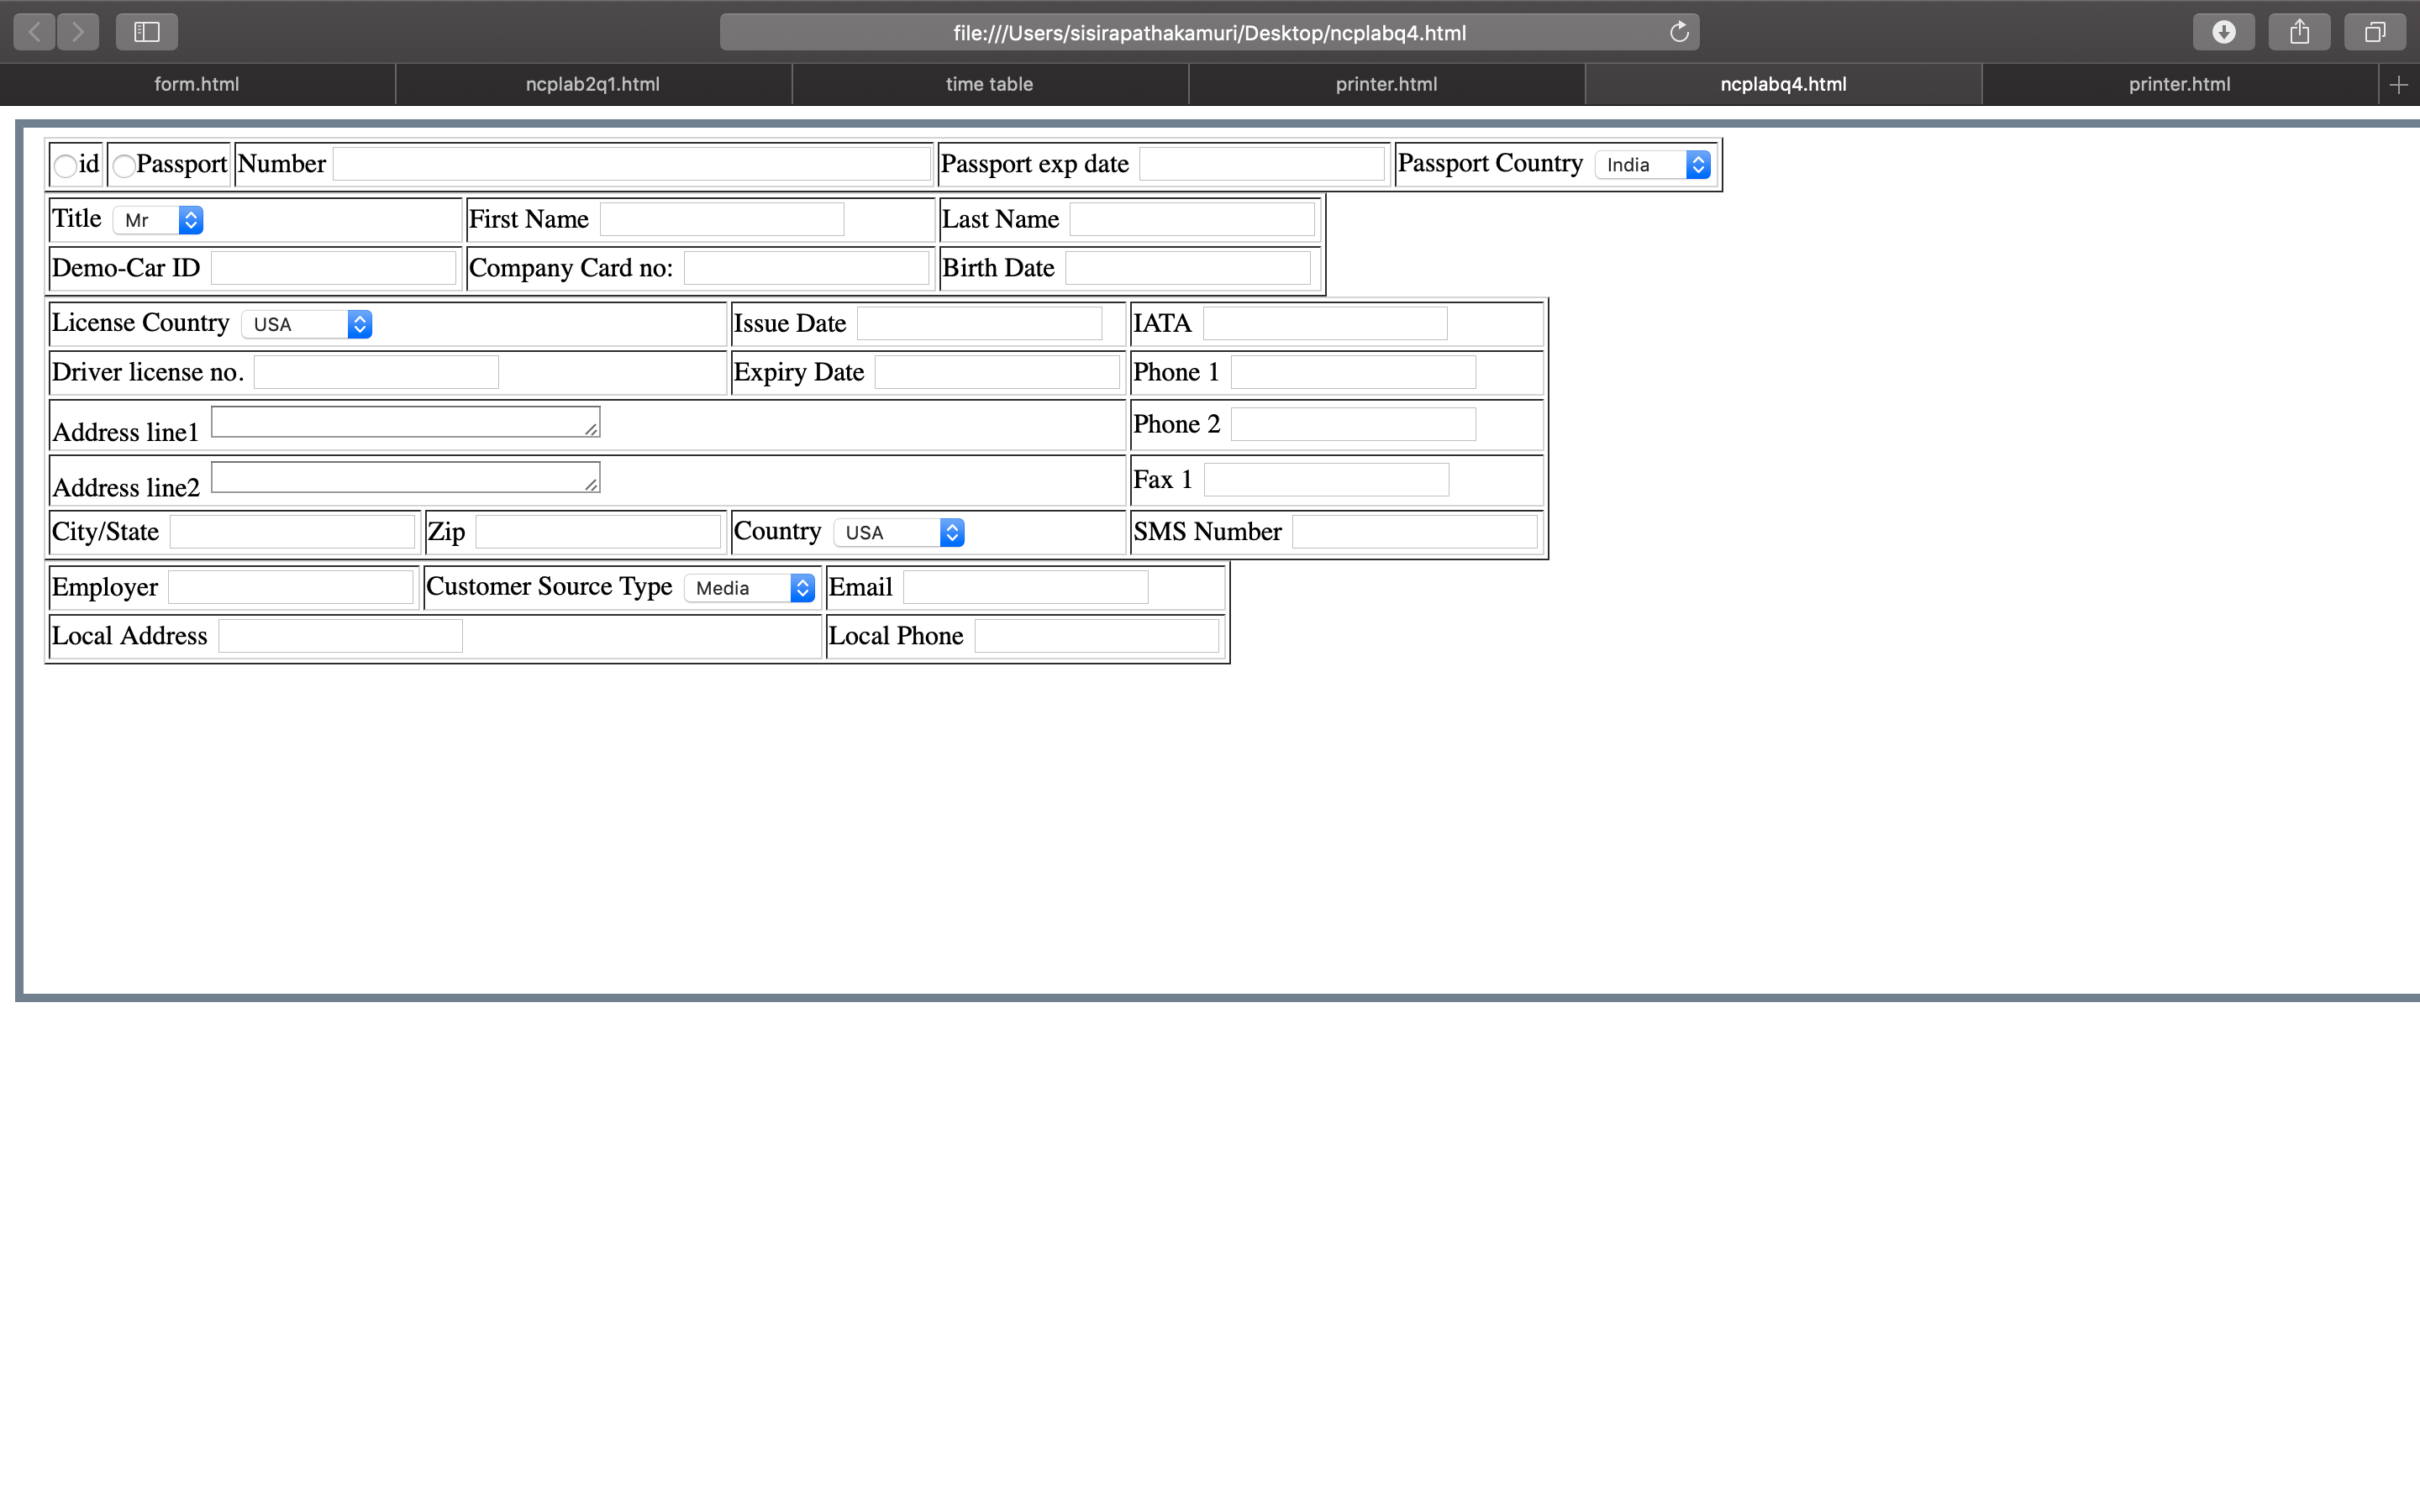 file:///Users/sisirapathakamuri/Desktop/ncplabq4.html
form.html ncplab2q1.html time table printer.html ncplabq4.html printer.html
id Passport Number Passport exp date Passport Country India
Title Mr First Name Last Name
Demo-Car ID Company Card no: Birth Date
License Country USA Issue Date IATA
Driver license no. Expiry Date Phone 1
Address line1 Phone 2
Address line2 Fax 1
City/State Zip Country USA SMS Number
Employer Customer Source Type Media Email
Local Address Local Phone